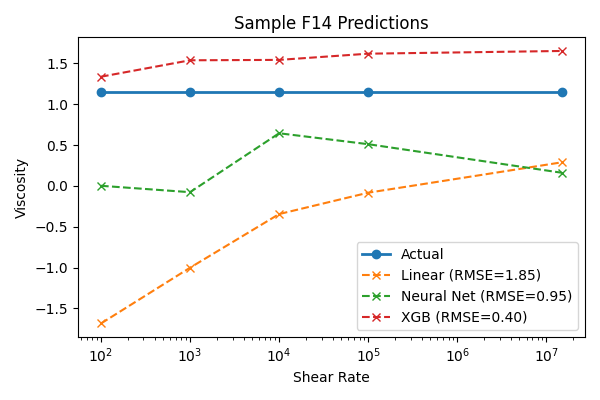 Sample F14 Predictions
Viscosity
1.5
1.0
0.5
0.0
−0.5
−1.0
−1.5
Actual
Linear (RMSE=1.85)
Neural Net (RMSE=0.95)
XGB (RMSE=0.40)
10² 10³ 10⁴ 10⁵ 10⁶ 10⁷
Shear Rate